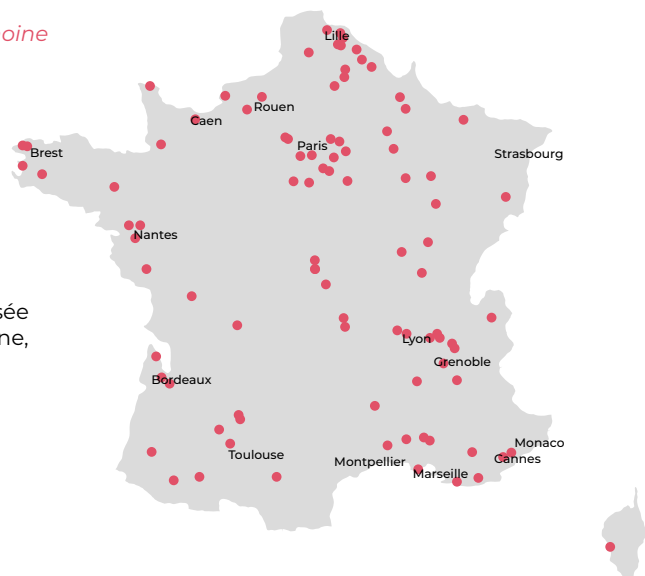 oine
Lille
Rouen
Caen
Paris
Brest
Strasbourg
Nantes
sée
ne,
Lyon
Grenoble
Bordeaux
Monaco
Toulouse
Cannes
Montpellier
Marseille